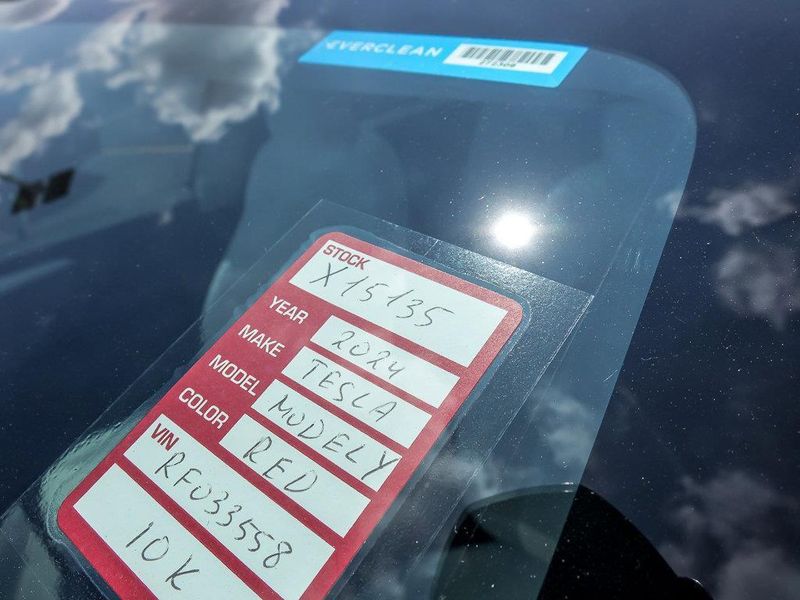 EVERCLEAN
STOCK
X15135
YEAR 2024
MAKE TESLA
MODEL MODELY
COLOR RED
VIN
RF033558
10K